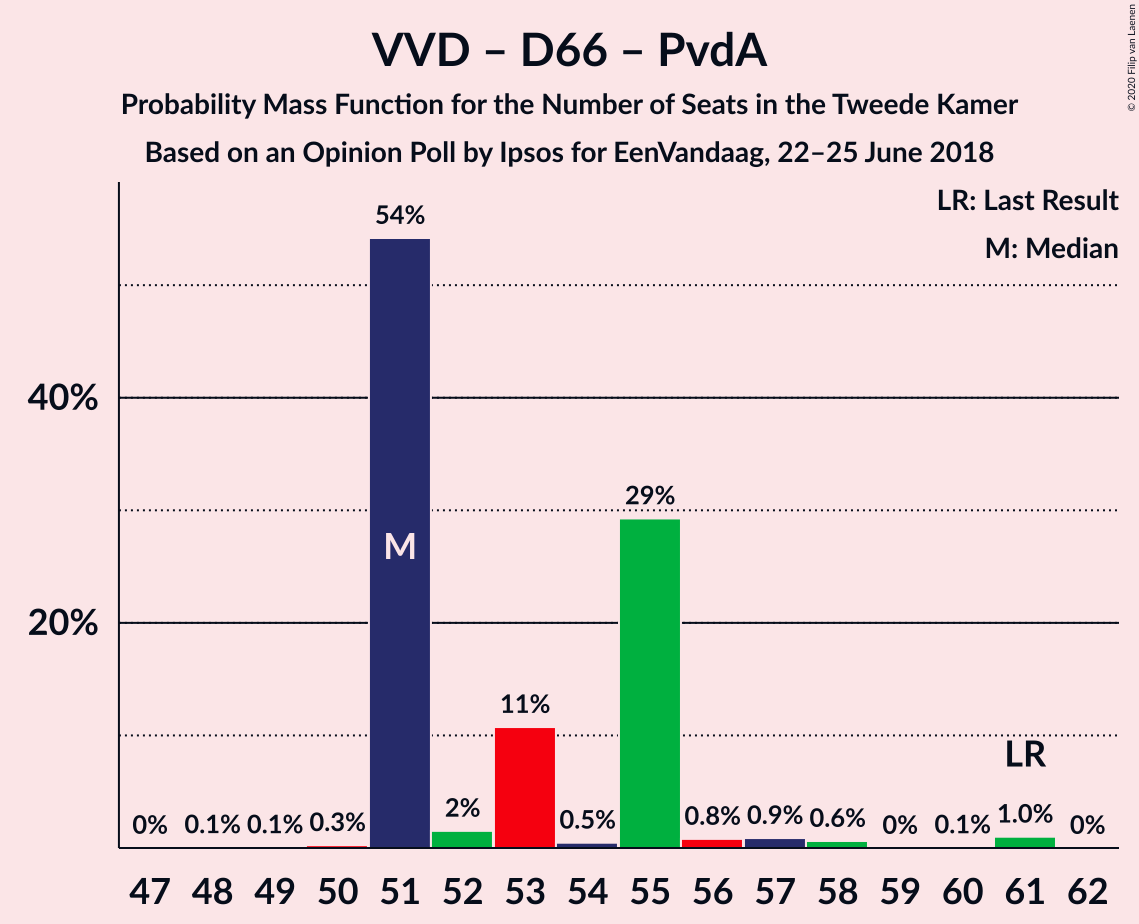 VVD – D66 – PvdA
Probability Mass Function for the Number of Seats in the Tweede Kamer
Based on an Opinion Poll by Ipsos for EenVandaag, 22–25 June 2018
© 2020 Filip van Laenen
LR: Last Result
M: Median
54%
40%
29%
M
20%
11%
LR
0% 0.1% 0.1% 0.3% 2% 0.5% 0.8% 0.9% 0.6% 0% 0.1% 1.0% 0%
47 48 49 50 51 52 53 54 55 56 57 58 59 60 61 62